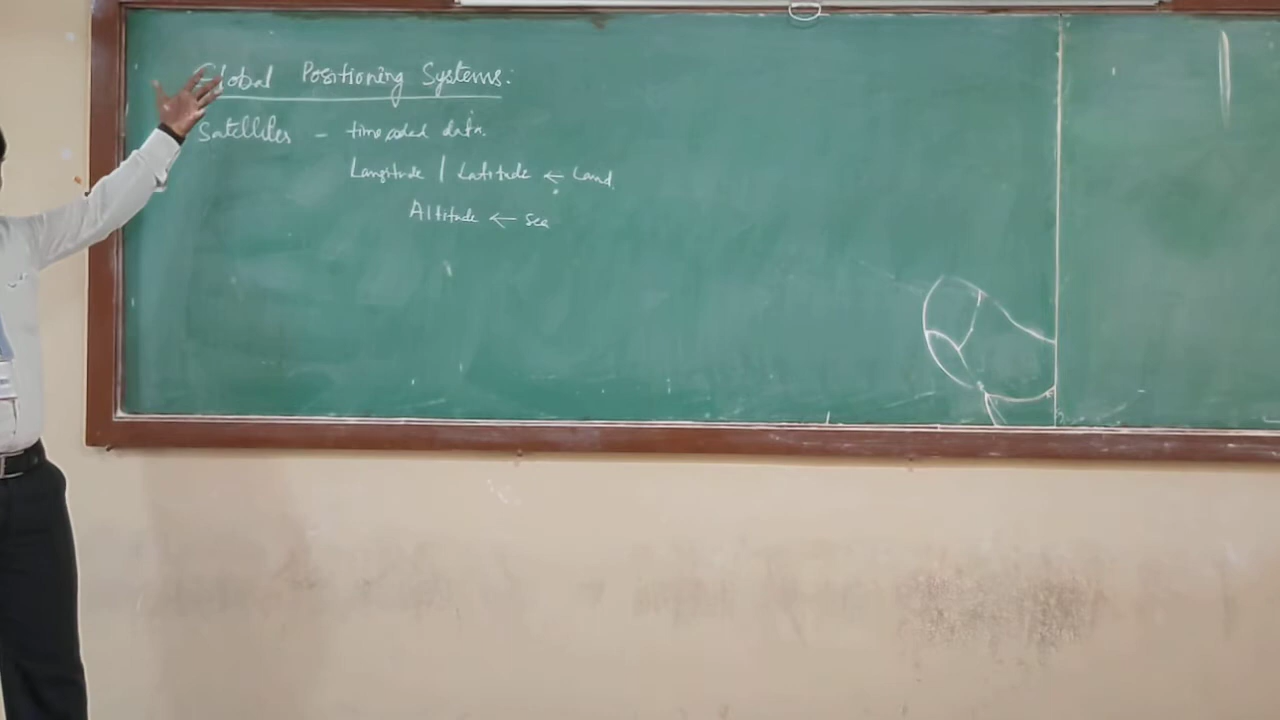 Global Positioning Systems.
Satellites - time coded data.
Longitude | Latitude ← Land.
Altitude ← sea